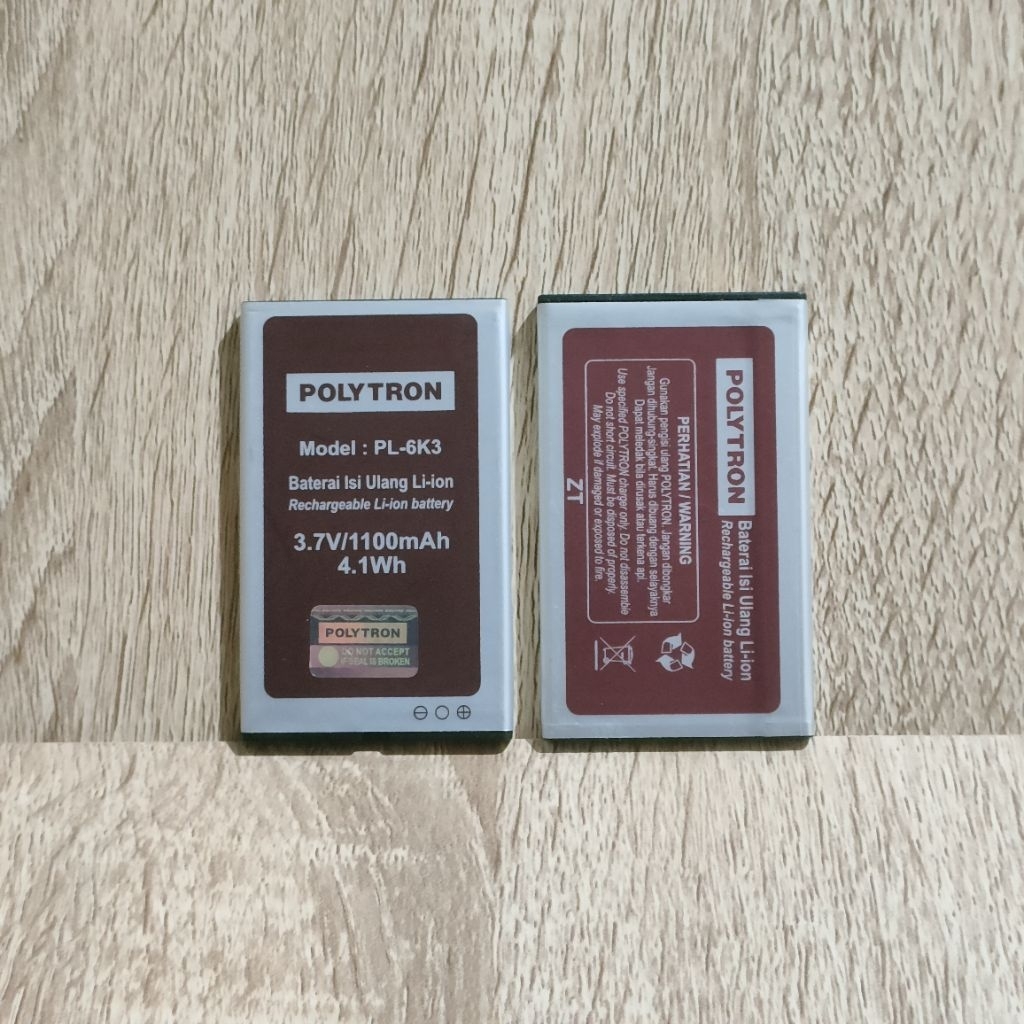 POLYTRON
Model : PL-6K3
Baterai Isi Ulang Li-ion
Rechargeable Li-ion battery
3.7V/1100mAh
4.1Wh
POLYTRON
DO NOT ACCEPT
IF SEAL IS BROKEN
POLYTRON Baterai Isi Ulang Li-ion
Rechargeable Li-ion battery
PERHATIAN / WARNING
Gunakan pengisi ulang POLYTRON. Jangan dibongkar
Jangan dihubung-singkat. Harus dibuang dengan selayaknya
Dapat meledak bila dirusak atau terkena api.
Use specified POLYTRON charger only. Do not disassemble
Do not short circuit. Must be disposed of properly.
May explode if damaged or exposed to fire.
ZT